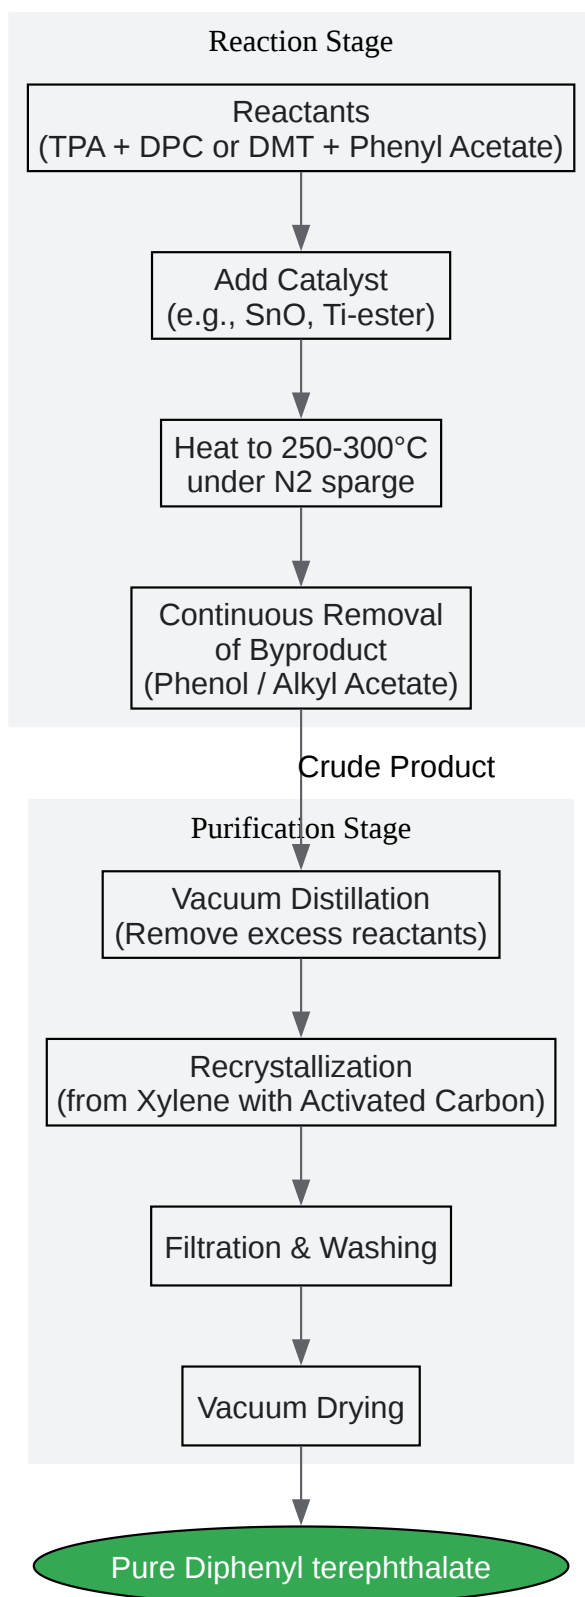 Reaction Stage
Reactants
(TPA + DPC or DMT + Phenyl Acetate)
Add Catalyst
(e.g., SnO, Ti-ester)
Heat to 250-300°C
under N2 sparge
Continuous Removal
of Byproduct
(Phenol / Alkyl Acetate)
Crude Product
Purification Stage
Vacuum Distillation
(Remove excess reactants)
Recrystallization
(from Xylene with Activated Carbon)
Filtration & Washing
Vacuum Drying
Pure Diphenyl terephthalate